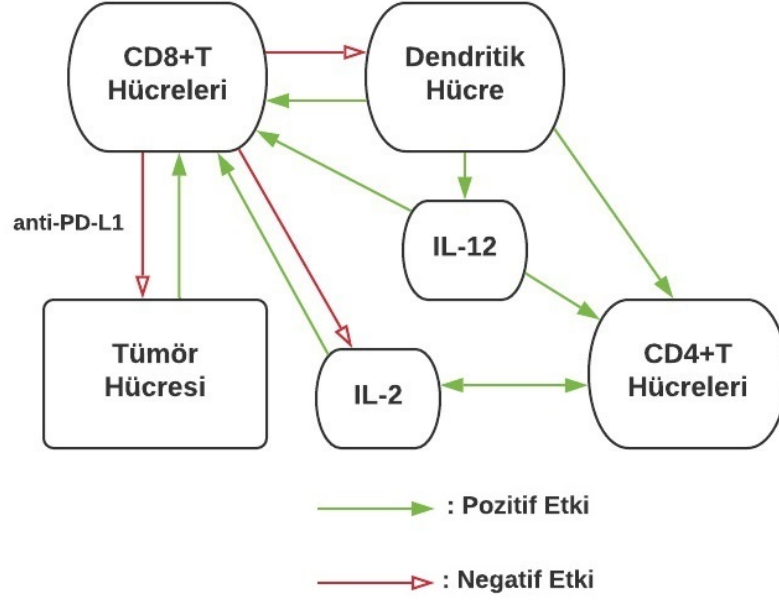 CD8+T
Hücreleri
Dendritik
Hücre
anti-PD-L1
IL-12
Tümör
Hücresi
IL-2
CD4+T
Hücreleri
: Pozitif Etki
: Negatif Etki